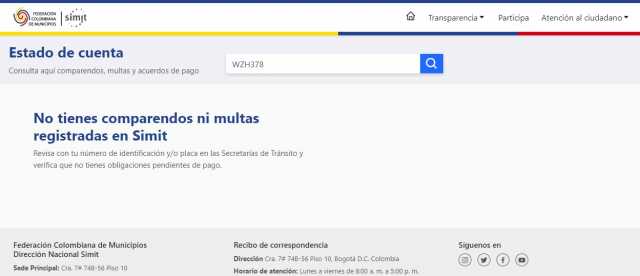 FEDERACIÓN
COLOMBIANA
DE MUNICIPIOS
simit
Transparencia
Participa
Atención al ciudadano
Estado de cuenta
Consulta aquí comparendos, multas y acuerdos de pago
WZH378
No tienes comparendos ni multas
registradas en Simit
Revisa con tu número de identificación y/o placa en las Secretarías de Tránsito y
verifica que no tienes obligaciones pendientes de pago.
Federación Colombiana de Municipios
Dirección Nacional Simit
Sede Principal: Cra. 7# 74B-56 Piso 10
Recibo de correspondencia
Dirección Cra. 7# 74B-56 Piso 10, Bogotá D.C. Colombia
Horario de atención: Lunes a viernes de 8:00 a. m. a 5:00 p. m.
Síguenos en